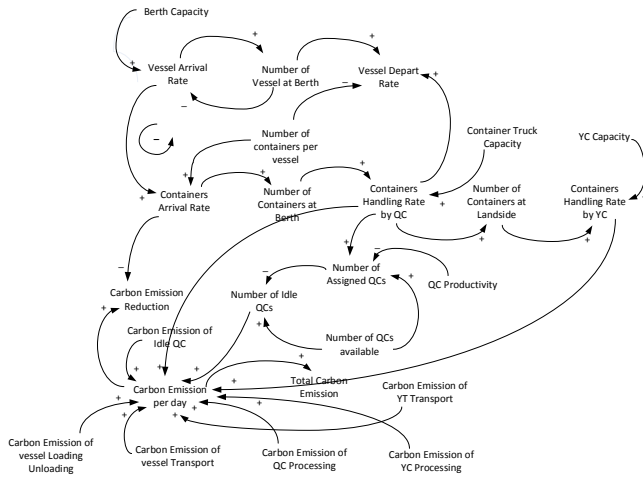 Berth Capacity
Vessel Arrival
Rate
Number of
Vessel at Berth
Vessel Depart
Rate
Number of
containers per
vessel
Container Truck
Capacity
YC Capacity
Containers
Arrival Rate
Number of
Containers at
Berth
Containers
Handling Rate
by QC
Number of
Containers at
Landside
Containers
Handling Rate
by YC
Number of
Assigned QCs
QC Productivity
Carbon Emission
Reduction
Number of Idle
QCs
Carbon Emission of
Idle QC
Number of QCs
available
Carbon Emission
per day
Total Carbon
Emission
Carbon Emission of
YT Transport
Carbon Emission of
vessel Loading
Unloading
Carbon Emission of
vessel Transport
Carbon Emission of
QC Processing
Carbon Emission of
YC Processing